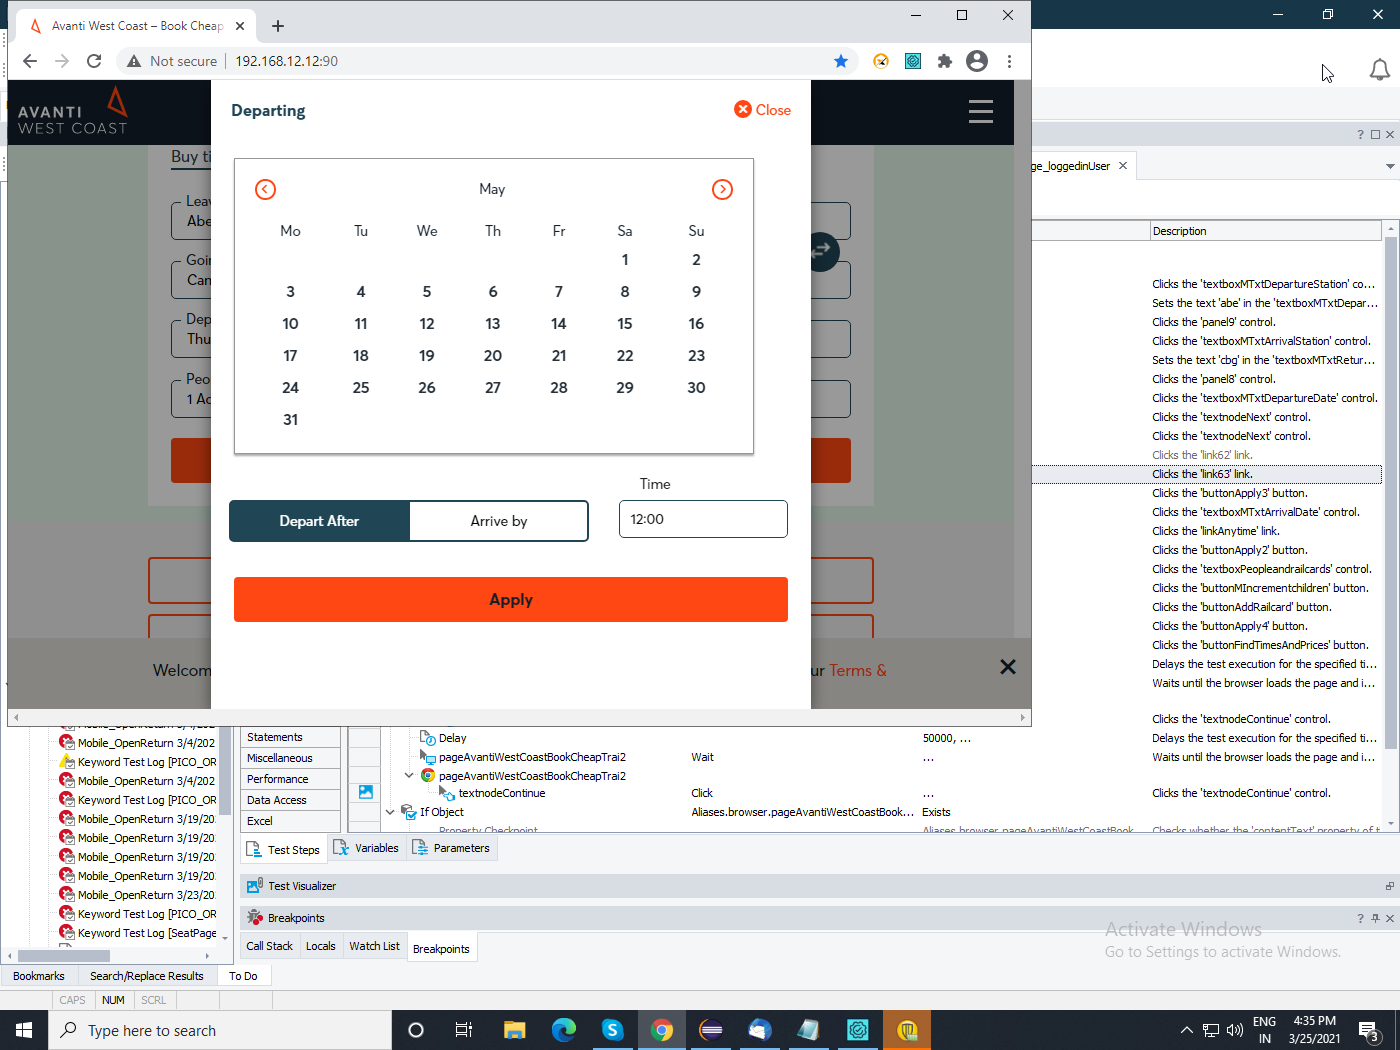 Avanti West Coast – Book Cheap
Not secure
192.168.12.12:90
AVANTI
WEST COAST
Departing
Close
Buy ti
Leav
Abe
Goin
Can
Dep
Thu
Peo
1 Ad
May
Mo Tu We Th Fr Sa Su
1 2
3 4 5 6 7 8 9
10 11 12 13 14 15 16
17 18 19 20 21 22 23
24 25 26 27 28 29 30
31
Time
Depart After
Arrive by
12:00
Apply
Welcom
ur Terms &
ge_loggedinUser
Description
Clicks the 'textboxMTxtDepartureStation' co...
Sets the text 'abe' in the 'textboxMTxtDepar...
Clicks the 'panel9' control.
Clicks the 'textboxMTxtArrivalStation' control.
Sets the text 'cbg' in the 'textboxMTxtRetur...
Clicks the 'panel8' control.
Clicks the 'textboxMTxtDepartureDate' control.
Clicks the 'textnodeNext' control.
Clicks the 'textnodeNext' control.
Clicks the 'link62' link.
Clicks the 'link63' link.
Clicks the 'buttonApply3' button.
Clicks the 'textboxMTxtArrivalDate' control.
Clicks the 'linkAnytime' link.
Clicks the 'buttonApply2' button.
Clicks the 'textboxPeopleandrailcards' control.
Clicks the 'buttonMIncrementchildren' button.
Clicks the 'buttonAddRailcard' button.
Clicks the 'buttonApply4' button.
Clicks the 'buttonFindTimesAndPrices' button.
Delays the test execution for the specified ti...
Waits until the browser loads the page and i...
Clicks the 'textnodeContinue' control.
Delay 50000, ... Delays the test execution for the specified ti...
pageAvantiWestCoastBookCheapTrai2 Wait ... Waits until the browser loads the page and i...
pageAvantiWestCoastBookCheapTrai2
textnodeContinue Click ... Clicks the 'textnodeContinue' control.
If Object Aliases.browser.pageAvantiWestCoastBook... Exists
Property Checkpoint Aliases.browser.pageAvantiWestCoastBook Checks whether the 'contentText' property of t
Mobile_OpenReturn 3/4/202
Mobile_OpenReturn 3/4/202
Keyword Test Log [PICO_OR
Mobile_OpenReturn 3/4/202
Keyword Test Log [PICO_OR
Mobile_OpenReturn 3/19/20
Mobile_OpenReturn 3/19/20
Mobile_OpenReturn 3/19/20
Mobile_OpenReturn 3/19/20
Mobile_OpenReturn 3/23/20
Keyword Test Log [PICO_OR
Keyword Test Log [SeatPage
Statements
Miscellaneous
Performance
Data Access
Excel
Test Steps Variables Parameters
Test Visualizer
Breakpoints
Call Stack Locals Watch List Breakpoints
Activate Windows
Go to Settings to activate Windows.
Bookmarks Search/Replace Results To Do
CAPS NUM SCRL
Type here to search
ENG
IN
4:35 PM
3/25/2021
3